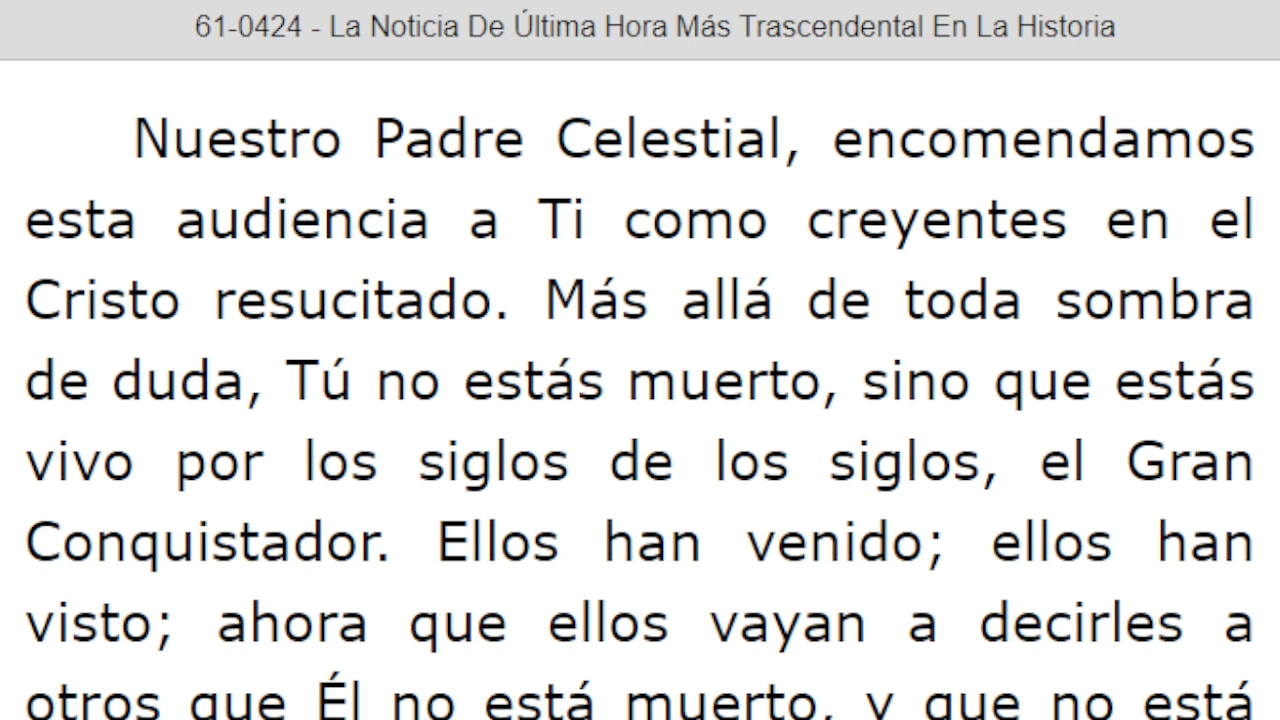 61-0424 - La Noticia De Última Hora Más Trascendental En La Historia
Nuestro Padre Celestial, encomendamos
esta audiencia a Ti como creyentes en el
Cristo resucitado. Más allá de toda sombra
de duda, Tú no estás muerto, sino que estás
vivo por los siglos de los siglos, el Gran
Conquistador. Ellos han venido; ellos han
visto; ahora que ellos vayan a decirles a
otros que Él no está muerto, y que no está